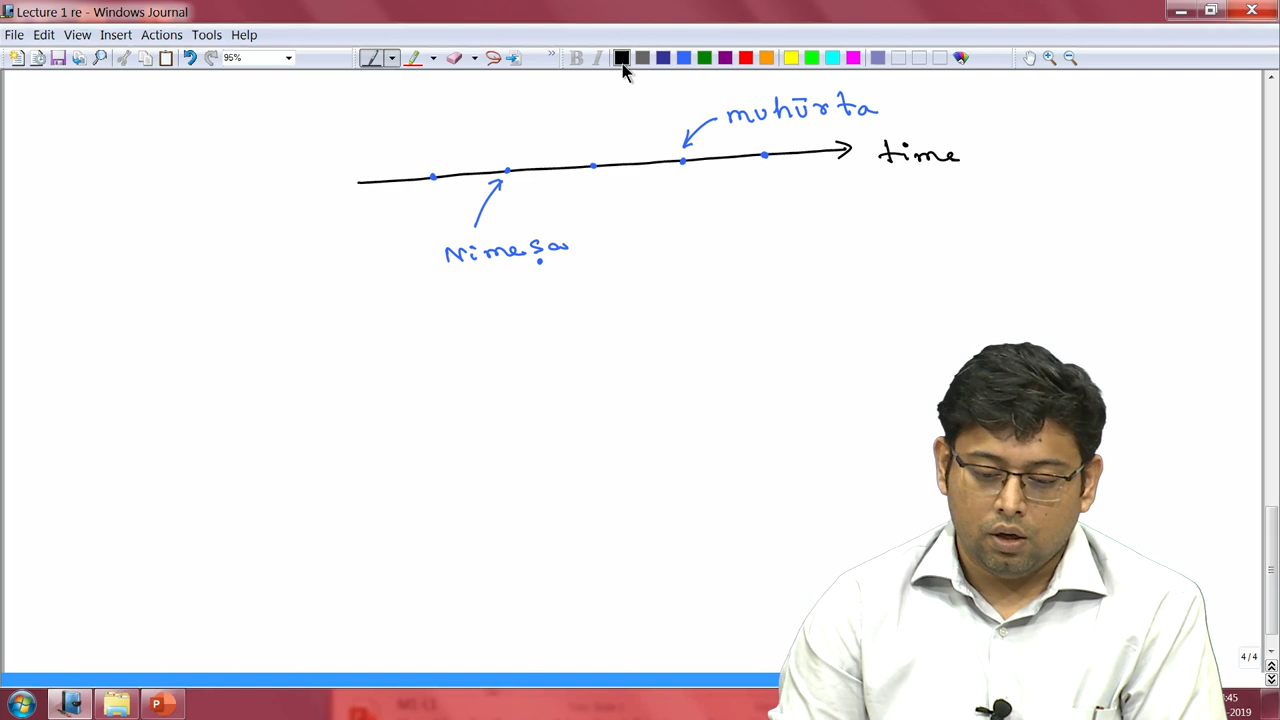 Lecture 1 re - Windows Journal
File Edit View Insert Actions Tools Help
95%
B I
muhūrta
time
Nimeṣa
4/4
:45
-2019